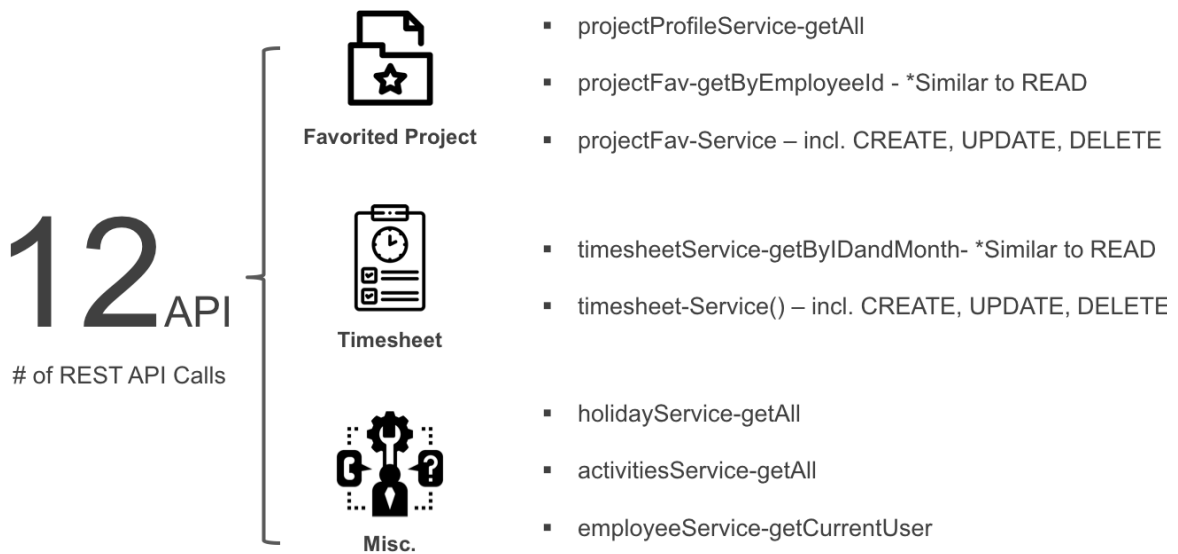 projectProfileService-getAll
projectFav-getByEmployeeId - *Similar to READ
Favorited Project
projectFav-Service – incl. CREATE, UPDATE, DELETE
12 API
# of REST API Calls
timesheetService-getByIDandMonth- *Similar to READ
timesheet-Service() – incl. CREATE, UPDATE, DELETE
Timesheet
holidayService-getAll
activitiesService-getAll
employeeService-getCurrentUser
Misc.